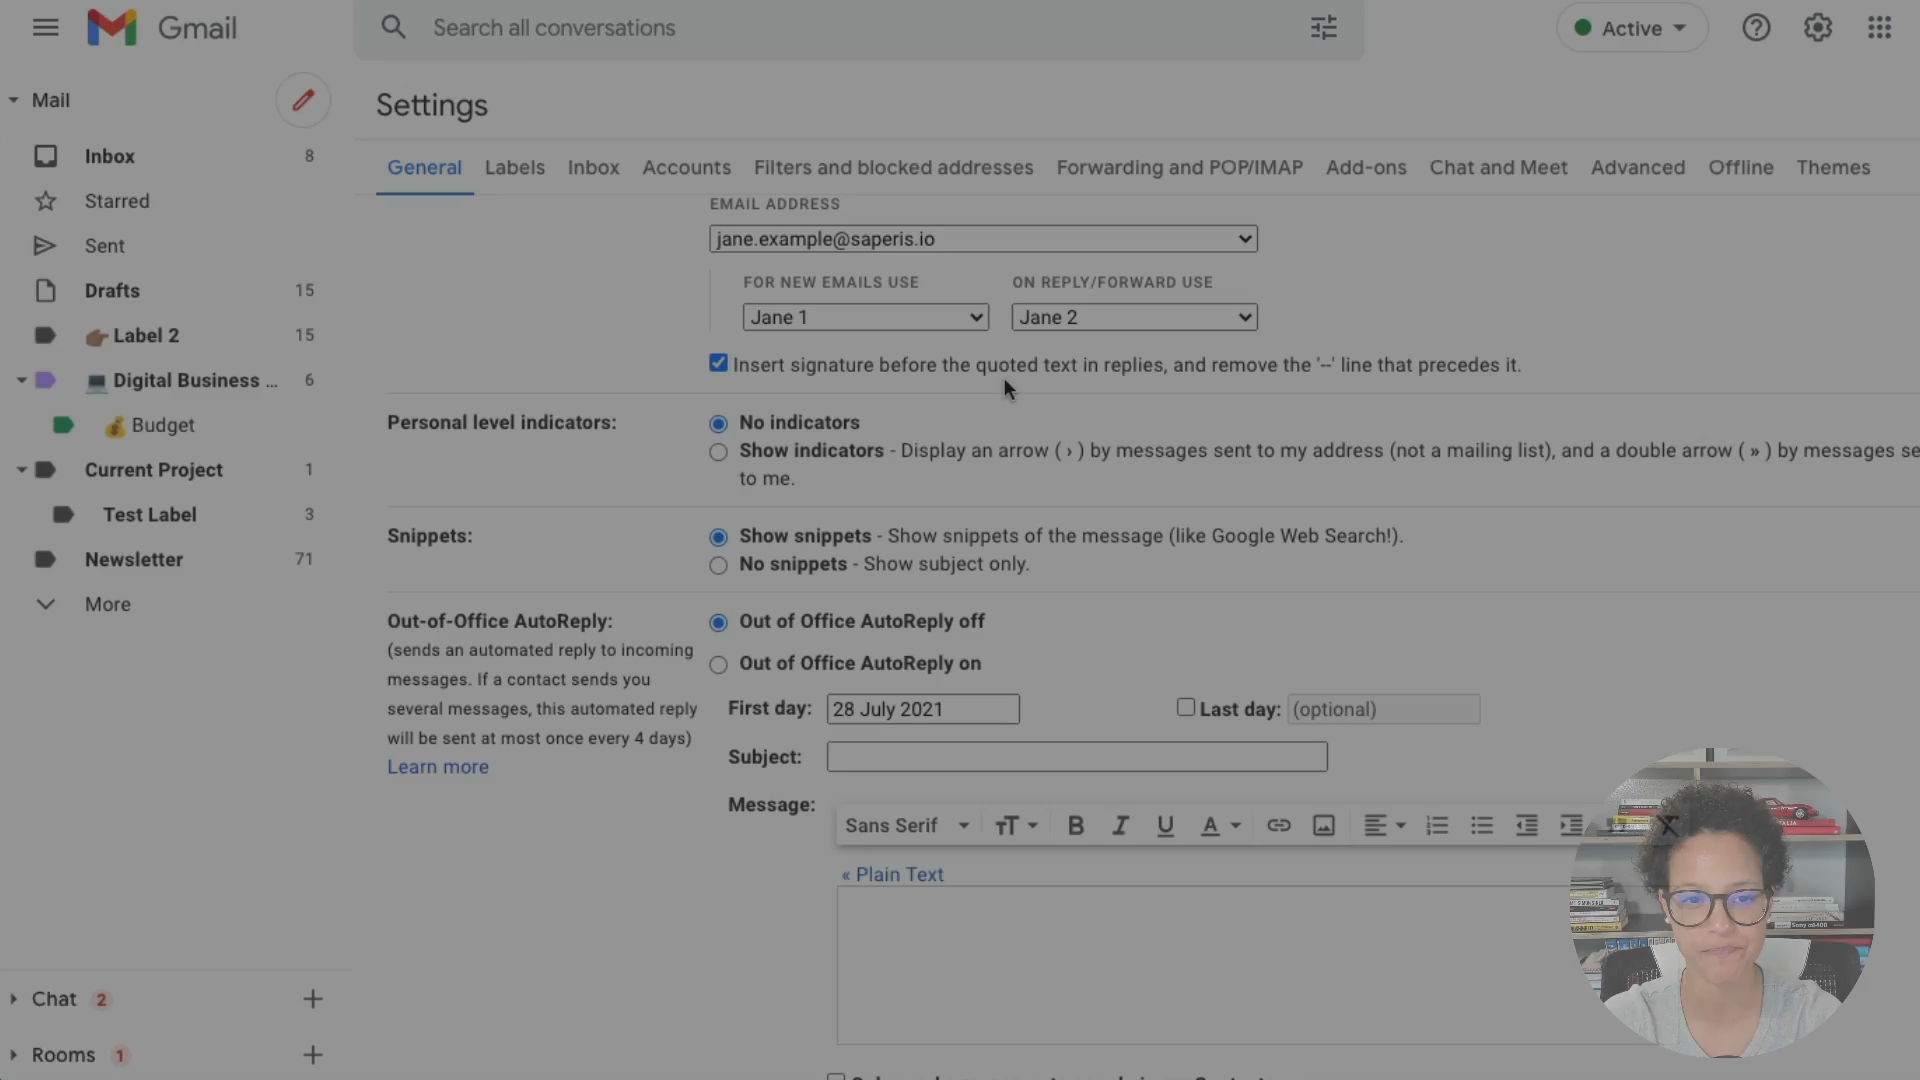 Gmail
Search all conversations
Active
Mail
Inbox 8
Starred
Sent
Drafts 15
👉🏽 Label 2 15
💻 Digital Business ... 6
💰 Budget
Current Project 1
Test Label 3
Newsletter 71
More
Chat 2
Rooms 1
Settings
General Labels Inbox Accounts Filters and blocked addresses Forwarding and POP/IMAP Add-ons Chat and Meet Advanced Offline Themes
EMAIL ADDRESS
jane.example@saperis.io
FOR NEW EMAILS USE ON REPLY/FORWARD USE
Jane 1 Jane 2
Insert signature before the quoted text in replies, and remove the '--' line that precedes it.
Personal level indicators: No indicators
Show indicators - Display an arrow ( › ) by messages sent to my address (not a mailing list), and a double arrow ( » ) by messages se
to me.
Snippets: Show snippets - Show snippets of the message (like Google Web Search!).
No snippets - Show subject only.
Out-of-Office AutoReply: Out of Office AutoReply off
(sends an automated reply to incoming
messages. If a contact sends you
several messages, this automated reply
will be sent at most once every 4 days)
Learn more
Out of Office AutoReply on
First day: 28 July 2021 Last day: (optional)
Subject:
Message:
Sans Serif
« Plain Text
Sony a6400